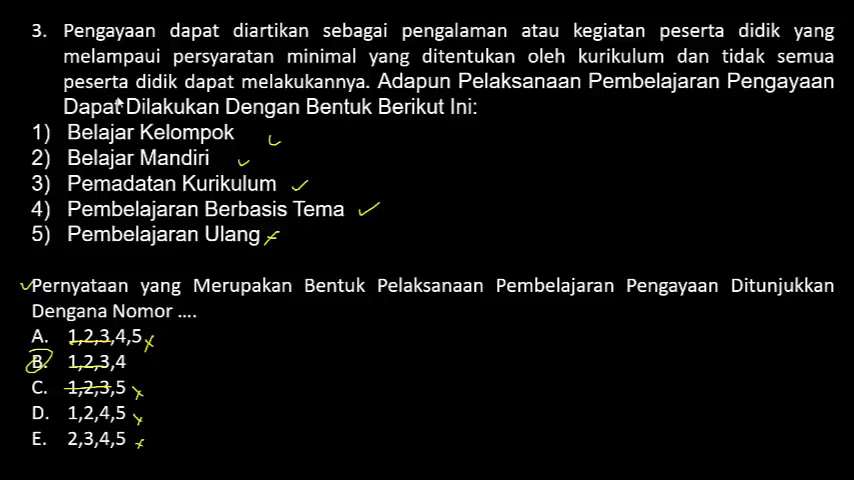 3. Pengayaan dapat diartikan sebagai pengalaman atau kegiatan peserta didik yang
melampaui persyaratan minimal yang ditentukan oleh kurikulum dan tidak semua
peserta didik dapat melakukannya. Adapun Pelaksanaan Pembelajaran Pengayaan
Dapat Dilakukan Dengan Bentuk Berikut Ini:
1) Belajar Kelompok
2) Belajar Mandiri
3) Pemadatan Kurikulum
4) Pembelajaran Berbasis Tema
5) Pembelajaran Ulang
Pernyataan yang Merupakan Bentuk Pelaksanaan Pembelajaran Pengayaan Ditunjukkan
Dengana Nomor ....
A. 1,2,3,4,5
B. 1,2,3,4
C. 1,2,3,5
D. 1,2,4,5
E. 2,3,4,5